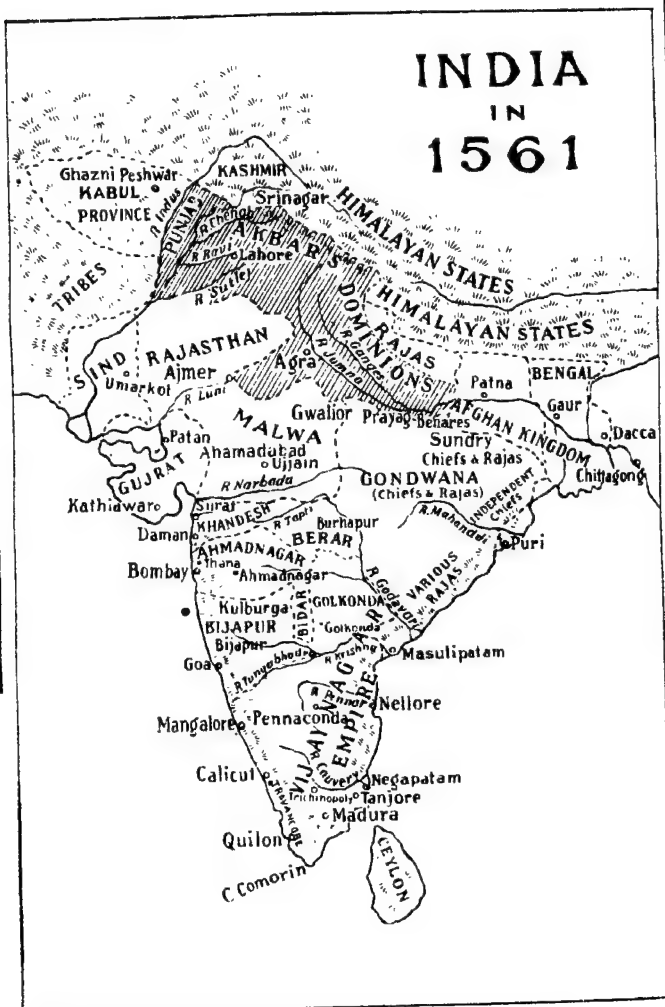 INDIA
IN
1561
Ghazni Peshwar
KABUL
PROVINCE
KASHMIR
Srinagar
R Indus
PUNJAB
R Chenab
R Ravi
Lahore
R Sutlej
AKBARS DOMINIONS
HIMALAYAN STATES
HIMALAYAN STATES
TRIBES
SIND
RAJASTHAN
Ajmer
Umarkot
R Luni
Agra
R Jumna
R Ganges
RAJAS
Patna
BENGAL
Gaur
Dacca
Chittagong
AFGHAN KINGDOM
Gwalior
Prayag
Benares
MALWA
Sundry
Chiefs & Rajas
Patan
Ahamadabad
Ujjain
GUJRAT
GONDWANA
(Chiefs & Rajas)
R Narbada
Kathiawar
Surat
KHANDESH
R Tapti
Burhapur
R.Mahanddi
INDEPENDENT
Chiefs
Puri
Daman
BERAR
AHMADNAGAR
Thana
Bombay
Ahmadnagar
R Godavari
VARIOUS
RAJAS
Kulburga
BIDAR
GOLKONDA
Golkonda
BIJAPUR
Bijapur
Goa
R Tungabhadra
R Krishna
Masulipatam
VIJAYNAGAR
EMPIRE
R Pennar
Nellore
Mangalore
Pennaconda
R Cauvery
Calicut
Negapatam
Trichinopoly
Tanjore
TRAVANCORE
Madura
Quilon
C Comorin
CEYLON